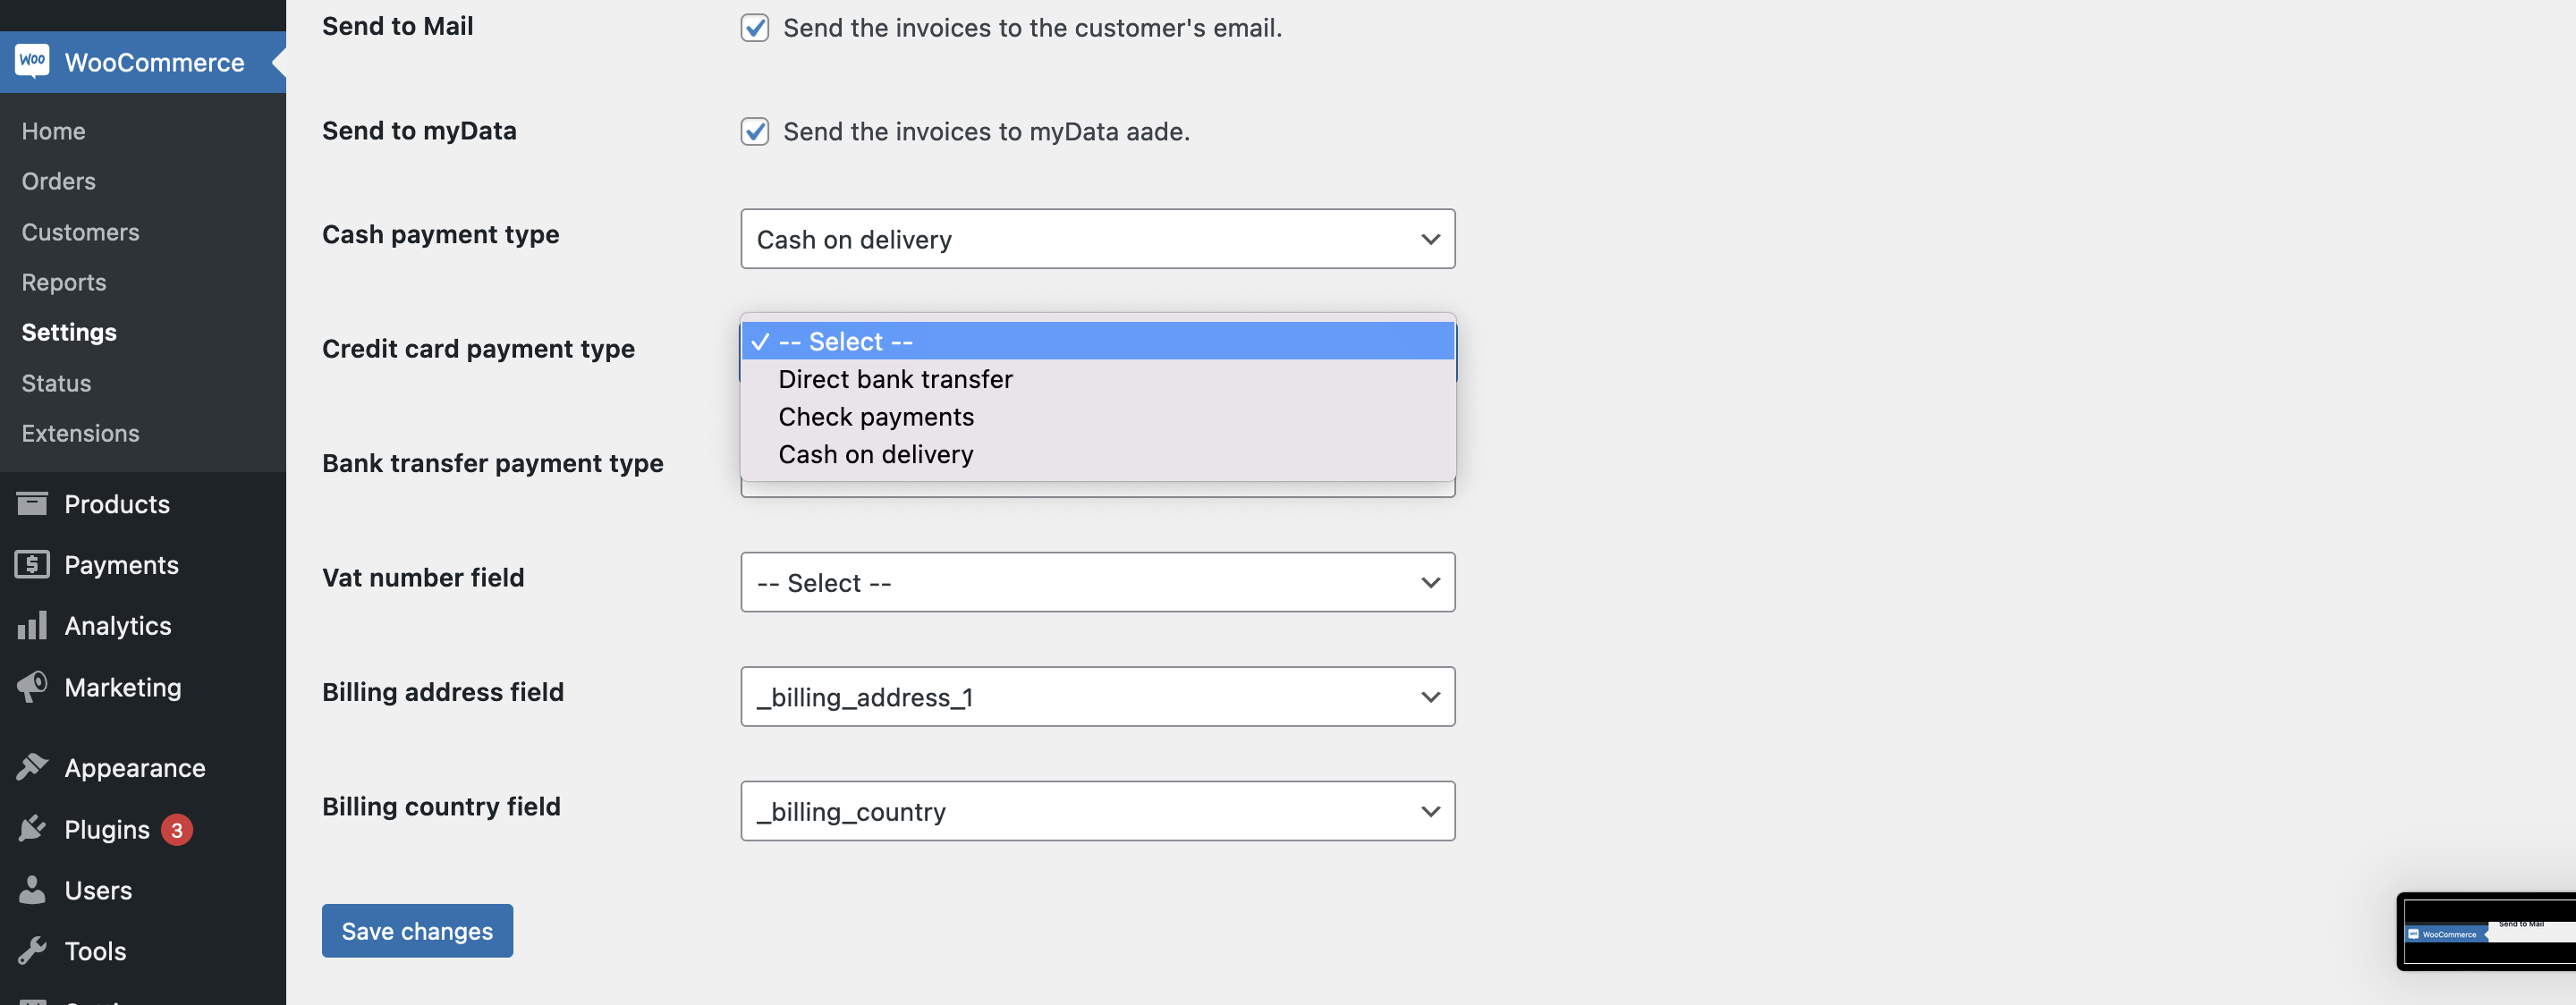 Woo WooCommerce
Home
Orders
Customers
Reports
Settings
Status
Extensions
Products
Payments
Analytics
Marketing
Appearance
Plugins 3
Users
Tools
Send to Mail
Send the invoices to the customer's email.
Send to myData
Send the invoices to myData aade.
Cash payment type
Cash on delivery
Credit card payment type
✓ -- Select --
Direct bank transfer
Check payments
Cash on delivery
Bank transfer payment type
Vat number field
-- Select --
Billing address field
_billing_address_1
Billing country field
_billing_country
Save changes
Send to Mail
WooCommerce